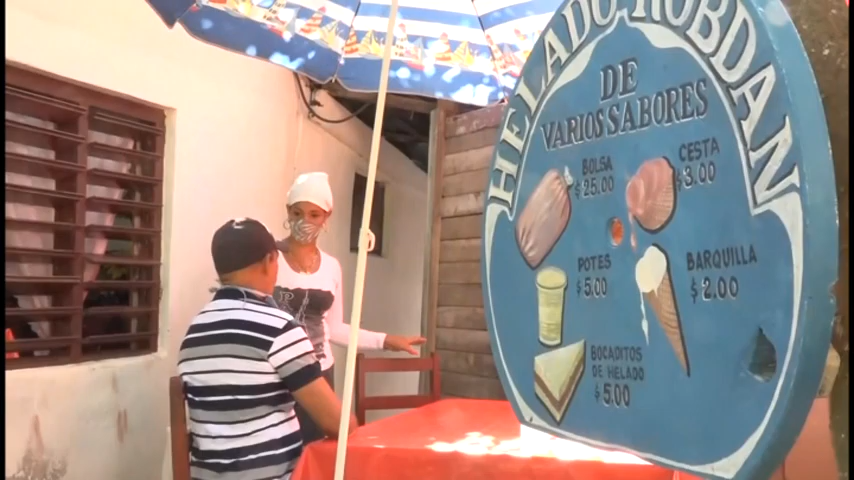 HELADO ROBDAN
DE
VARIOS SABORES
BOLSA
$25.00
CESTA
$3.00
POTES
$5.00
BARQUILLA
$2.00
BOCADITOS
DE HELADO
$5.00
P